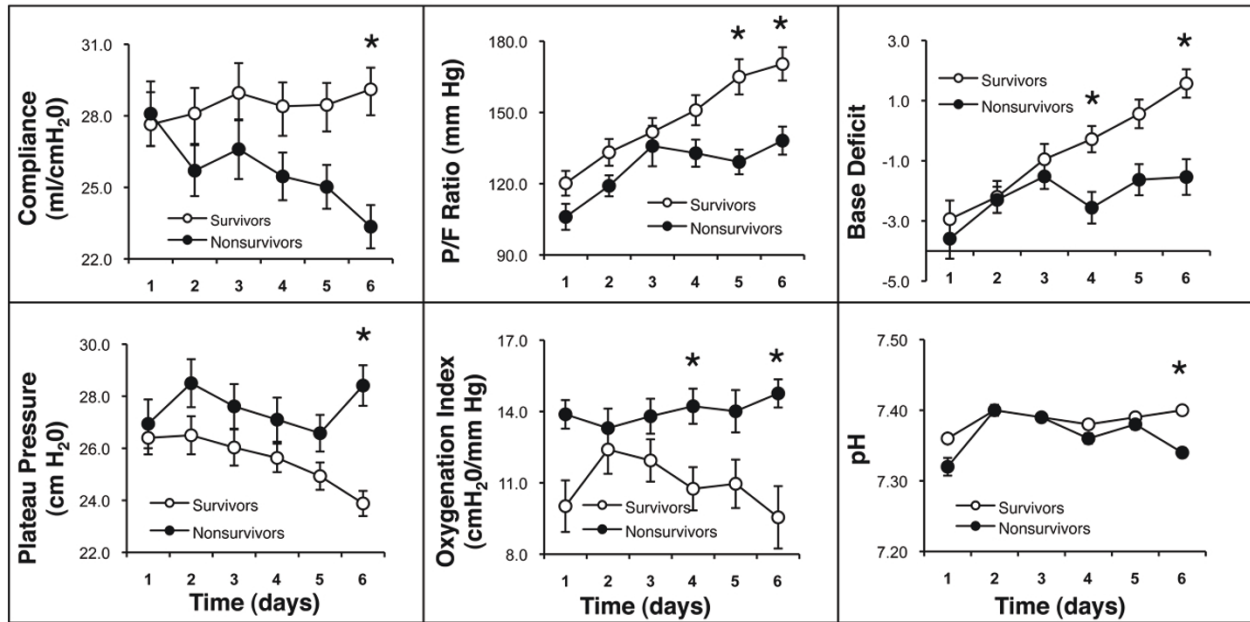 Compliance
(ml/cmH20)
31.0
28.0
25.0
22.0
*
Survivors
Nonsurvivors
1 2 3 4 5 6
P/F Ratio (mm Hg)
180.0
150.0
120.0
90.0
* *
Survivors
Nonsurvivors
1 2 3 4 5 6
Base Deficit
3.0
1.0
-1.0
-3.0
-5.0
* *
Survivors
Nonsurvivors
1 2 3 4 5 6
Plateau Pressure
(cm H20)
30.0
28.0
26.0
24.0
22.0
*
Survivors
Nonsurvivors
1 2 3 4 5 6
Time (days)
Oxygenation Index
(cmH20/mm Hg)
17.0
14.0
11.0
8.0
* *
Survivors
Nonsurvivors
1 2 3 4 5 6
Time (days)
pH
7.50
7.40
7.30
7.20
*
Survivors
Nonsurvivors
1 2 3 4 5 6
Time (days)